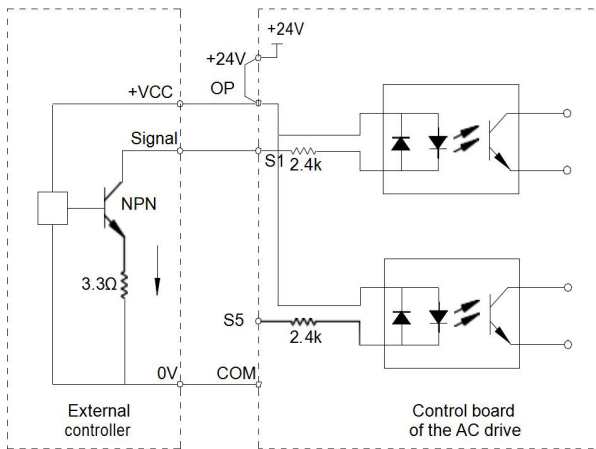 +24V
+24V
+VCC
OP
Signal
S1
2.4k
NPN
3.3Ω
S5
2.4k
0V
COM
External
controller
Control board
of the AC drive